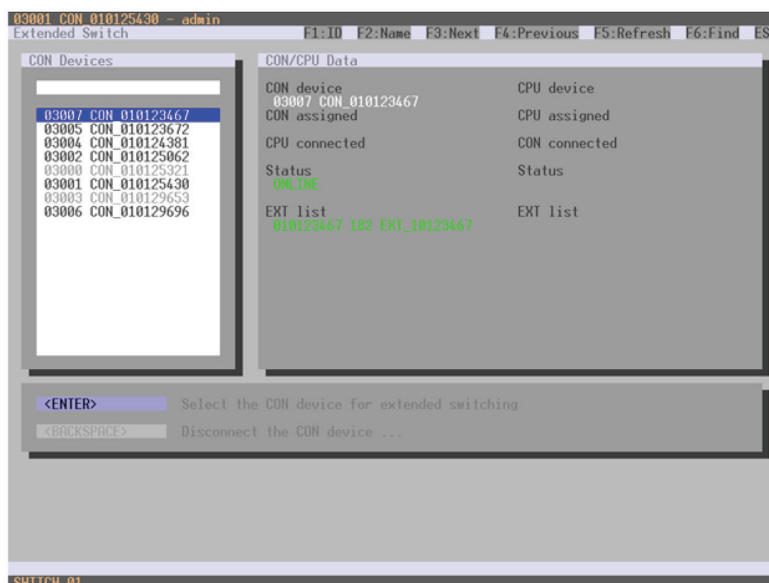 03001 CON_010125430 - admin
Extended Switch F1:ID F2:Name F3:Next F4:Previous F5:Refresh F6:Find ES
CON Devices
03007 CON_010123467
03005 CON_010123672
03004 CON_010124381
03002 CON_010125062
03000 CON_010125321
03001 CON_010125430
03003 CON_010129653
03006 CON_010129696
CON/CPU Data
CON device
03007 CON_010123467
CON assigned
CPU connected
Status
ONLINE
EXT list
010123467 182 EXT_10123467
CPU device
CPU assigned
CON connected
Status
EXT list
<ENTER> Select the CON device for extended switching
<BACKSPACE> Disconnect the CON device ...
SWITCH_01